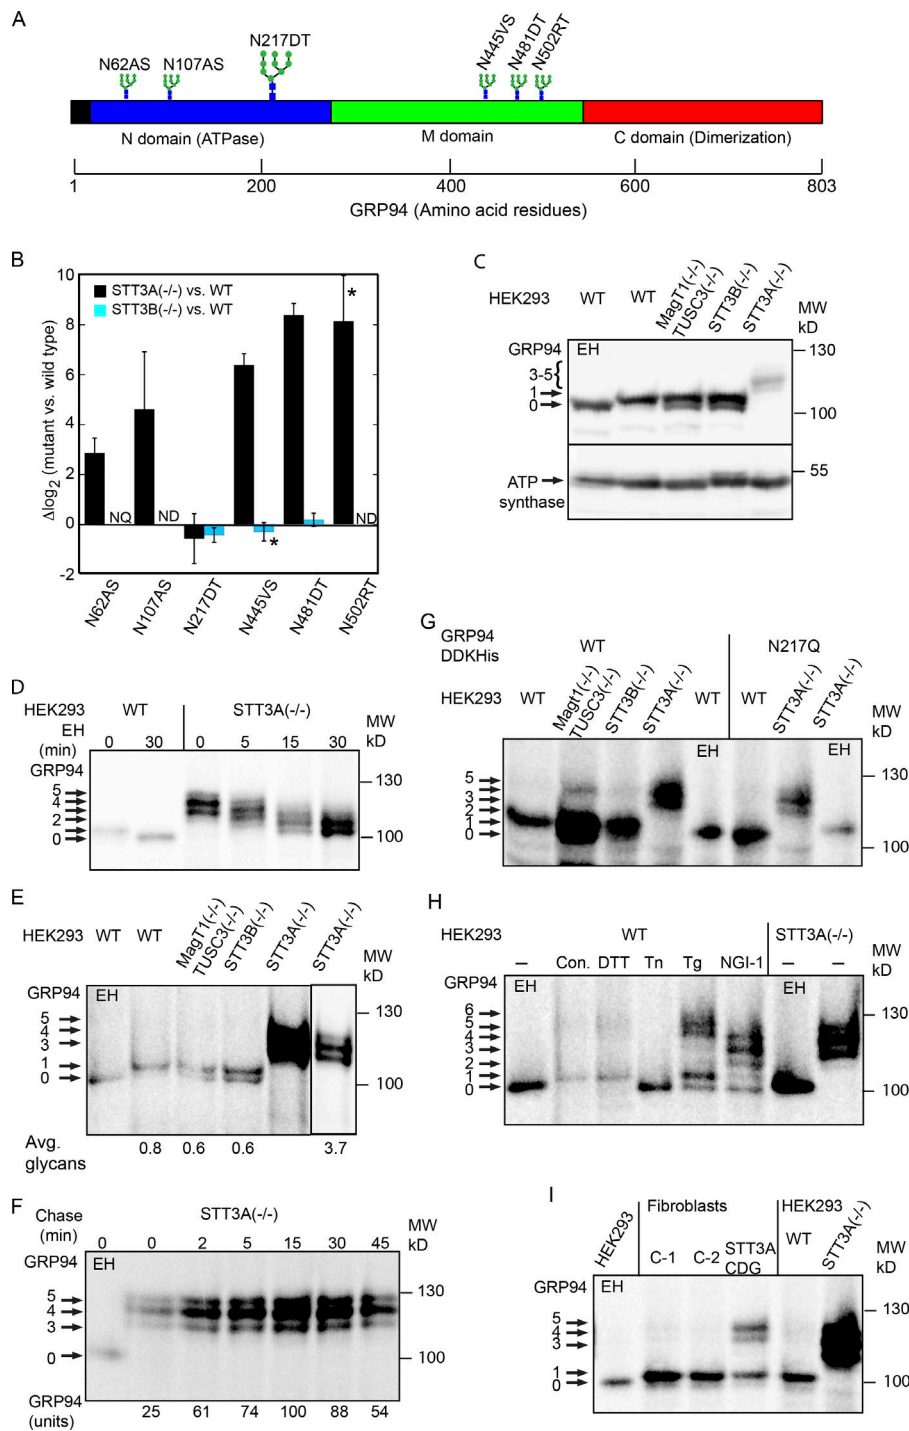 A
N62AS N107AS N217DT N445VS N481DT N502RT
N domain (ATPase) M domain C domain (Dimerization)
1 200 400 600 803
GRP94 (Amino acid residues)
B
Δlog2 (mutant vs. wild type)
10
8
6
4
2
0
-2
STT3A(-/-) vs. WT
STT3B(-/-) vs. WT
*
NQ ND * ND
N62AS N107AS N217DT N445VS N481DT N502RT
C
HEK293 WT WT MagT1(-/-) TUSC3(-/-) STT3B(-/-) STT3A(-/-)
MW kD
GRP94 EH
3-5
1
0
130
100
ATP synthase
55
D
HEK293 WT STT3A(-/-)
EH (min) 0 30 0 5 15 30
MW kD
GRP94
5
4
2
0
130
100
E
HEK293 WT WT MagT1(-/-) TUSC3(-/-) STT3B(-/-) STT3A(-/-) STT3A(-/-)
MW kD
GRP94 EH
5
4
3
1
0
130
100
Avg. glycans 0.8 0.6 0.6 3.7
F
Chase (min) STT3A(-/-)
0 0 2 5 15 30 45
MW kD
GRP94 EH
5
4
3
0
130
100
GRP94 (units) 25 61 74 100 88 54
G
GRP94 DDKHis WT N217Q
HEK293 WT Magt1(-/-) TUSC3(-/-) STT3B(-/-) STT3A(-/-) WT WT STT3A(-/-) STT3A(-/-)
MW kD
EH EH
5
4
3
2
1
0
130
100
H
HEK293 WT STT3A(-/-)
– Con. DTT Tn Tg NGI-1 – –
MW kD
GRP94 EH EH
6
5
4
3
2
1
0
130
100
I
HEK293 Fibroblasts HEK293
C-1 C-2 STT3A CDG WT STT3A(-/-)
MW kD
GRP94 EH
5
4
3
1
0
130
100